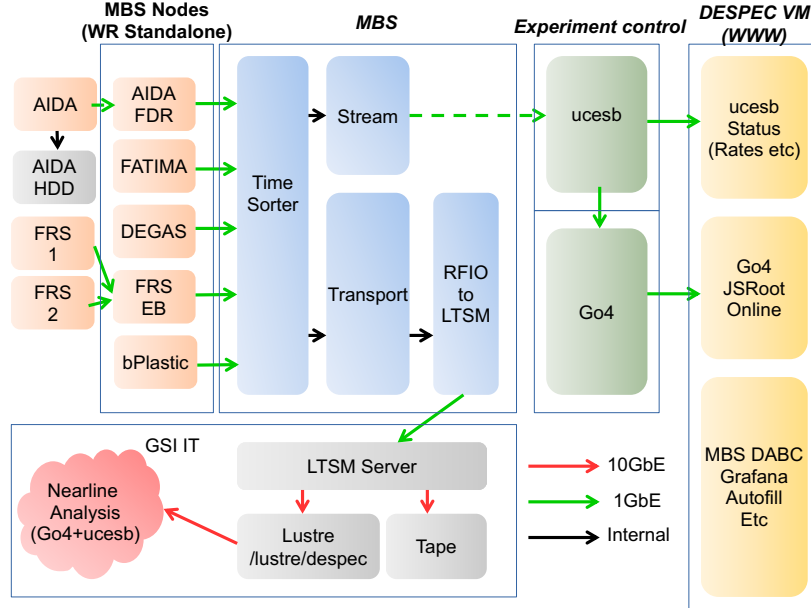 MBS Nodes
(WR Standalone)
MBS
Experiment control
DESPEC VM
(WWW)
AIDA
AIDA
HDD
FRS
1
FRS
2
AIDA
FDR
FATIMA
DEGAS
FRS
EB
bPlastic
Time
Sorter
Stream
Transport
RFIO
to
LTSM
ucesb
Go4
ucesb
Status
(Rates etc)
Go4
JSRoot
Online
MBS DABC
Grafana
Autofill
Etc
GSI IT
Nearline
Analysis
(Go4+ucesb)
LTSM Server
Lustre
/lustre/despec
Tape
10GbE
1GbE
Internal